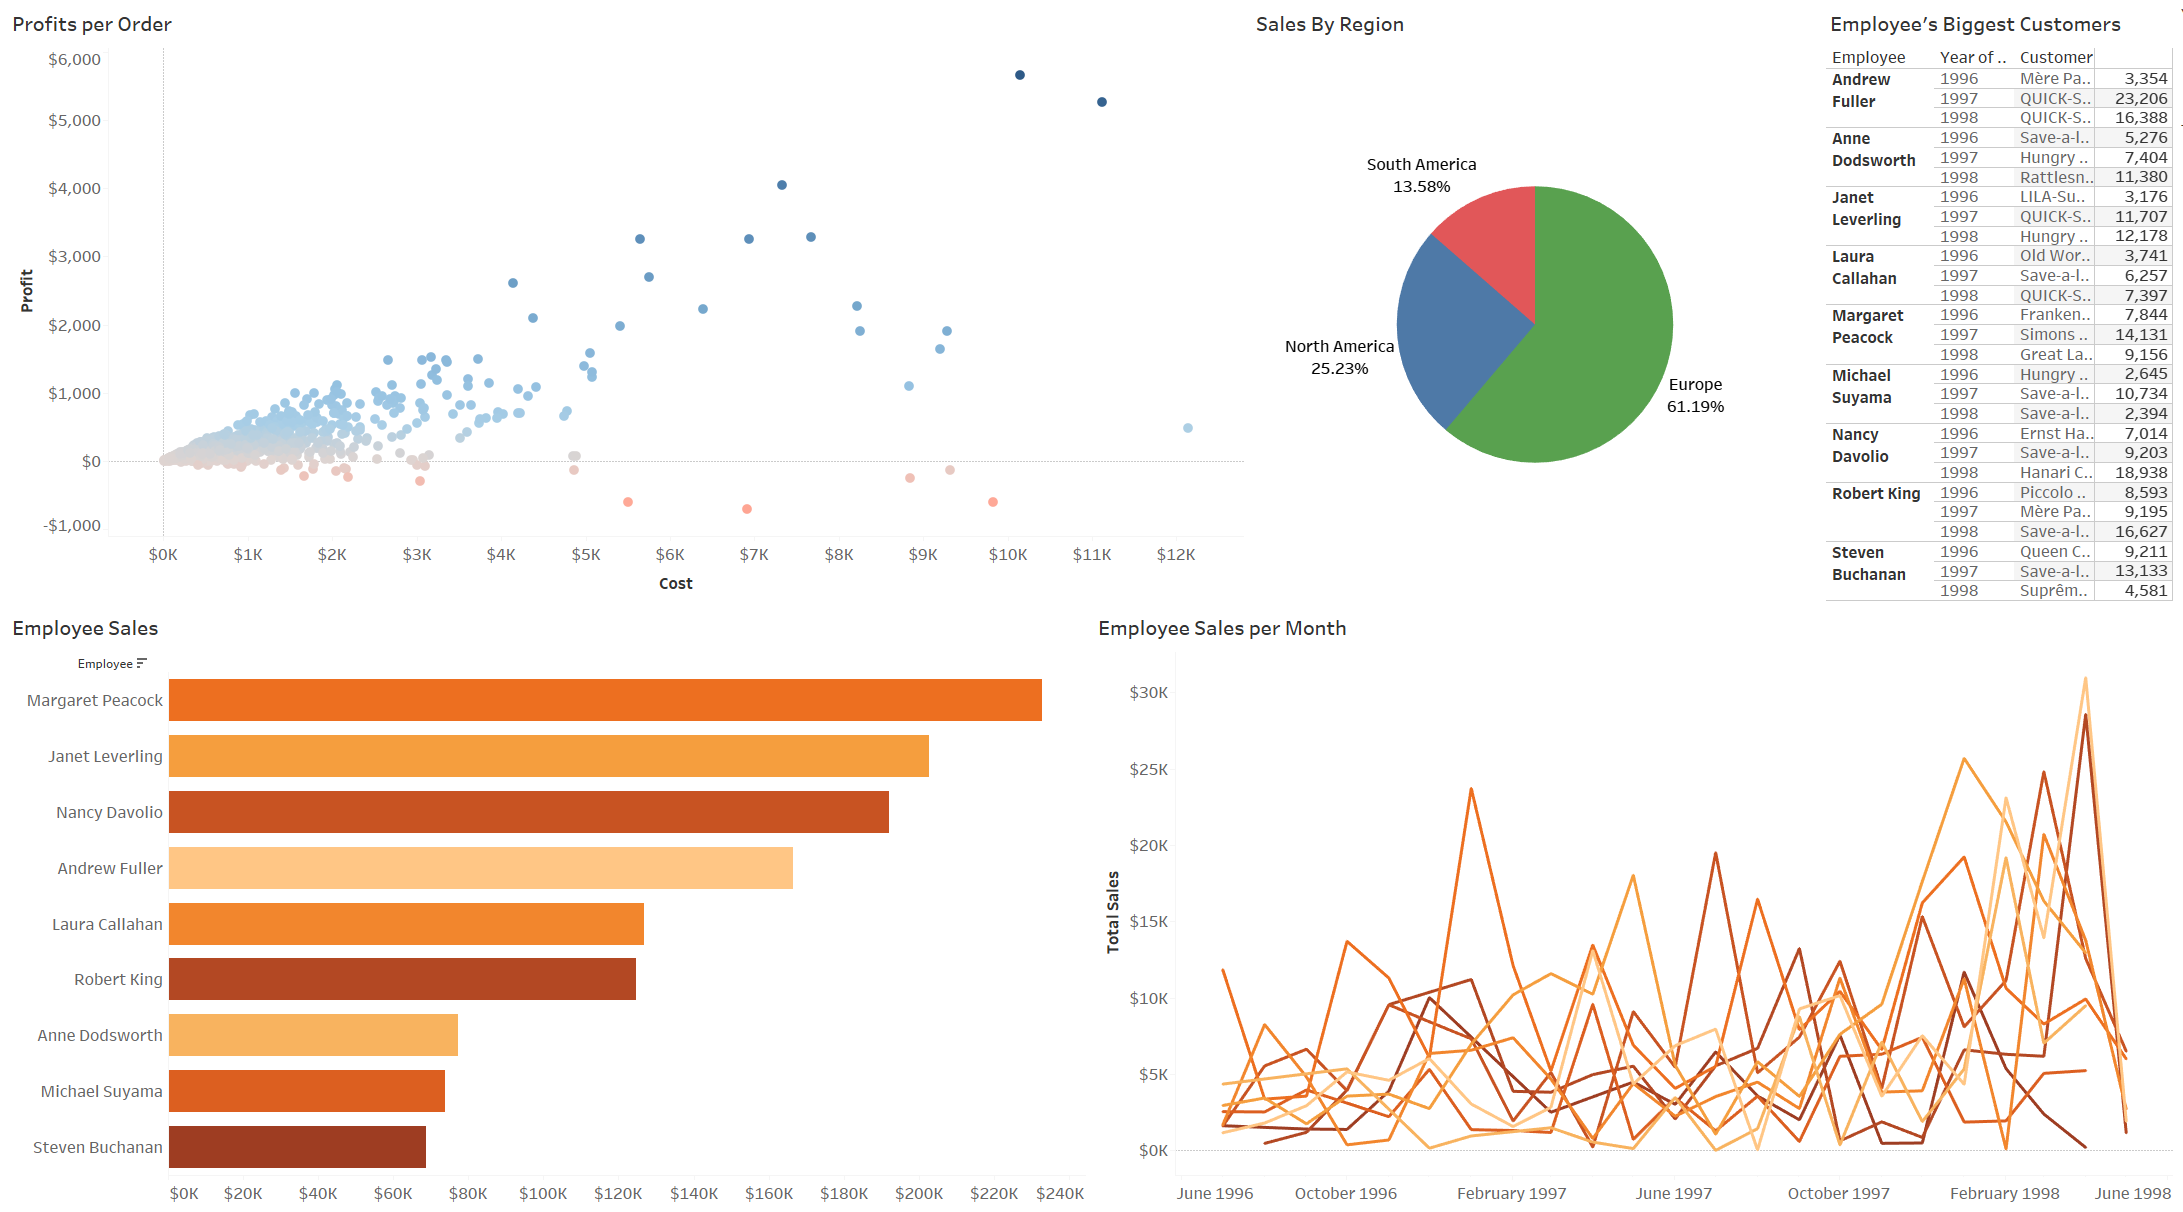 Profits per Order
$6,000
$5,000
$4,000
$3,000
$2,000
$1,000
$0
-$1,000
Profit
$0K $1K $2K $3K $4K $5K $6K $7K $8K $9K $10K $11K $12K
Cost
Sales By Region
South America
13.58%
North America
25.23%
Europe
61.19%
Employee’s Biggest Customers
Employee Year of .. Customer
Andrew 1996 Mère Pa.. 3,354
Fuller 1997 QUICK-S.. 23,206
1998 QUICK-S.. 16,388
Anne 1996 Save-a-l.. 5,276
Dodsworth 1997 Hungry .. 7,404
1998 Rattlesn.. 11,380
Janet 1996 LILA-Su.. 3,176
Leverling 1997 QUICK-S.. 11,707
1998 Hungry .. 12,178
Laura 1996 Old Wor.. 3,741
Callahan 1997 Save-a-l.. 6,257
1998 QUICK-S.. 7,397
Margaret 1996 Franken.. 7,844
Peacock 1997 Simons .. 14,131
1998 Great La.. 9,156
Michael 1996 Hungry .. 2,645
Suyama 1997 Save-a-l.. 10,734
1998 Save-a-l.. 2,394
Nancy 1996 Ernst Ha.. 7,014
Davolio 1997 Save-a-l.. 9,203
1998 Hanari C.. 18,938
Robert King 1996 Piccolo .. 8,593
1997 Mère Pa.. 9,195
1998 Save-a-l.. 16,627
Steven 1996 Queen C.. 9,211
Buchanan 1997 Save-a-l.. 13,133
1998 Suprêm.. 4,581
Employee Sales
Employee
Margaret Peacock
Janet Leverling
Nancy Davolio
Andrew Fuller
Laura Callahan
Robert King
Anne Dodsworth
Michael Suyama
Steven Buchanan
$0K $20K $40K $60K $80K $100K $120K $140K $160K $180K $200K $220K $240K
Employee Sales per Month
$30K
$25K
$20K
$15K
$10K
$5K
$0K
Total Sales
June 1996 October 1996 February 1997 June 1997 October 1997 February 1998 June 1998